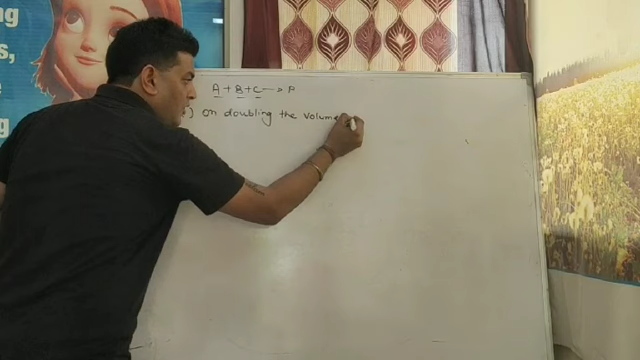 A + B + C → P
) on doubling the volume